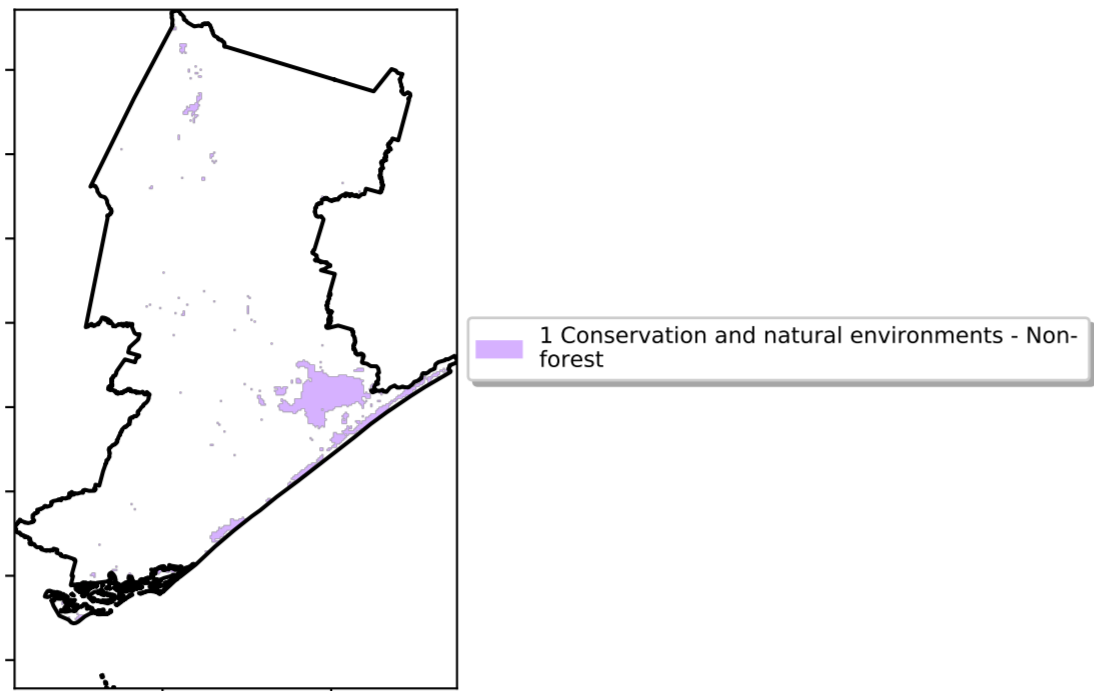 1 Conservation and natural environments - Non-
forest